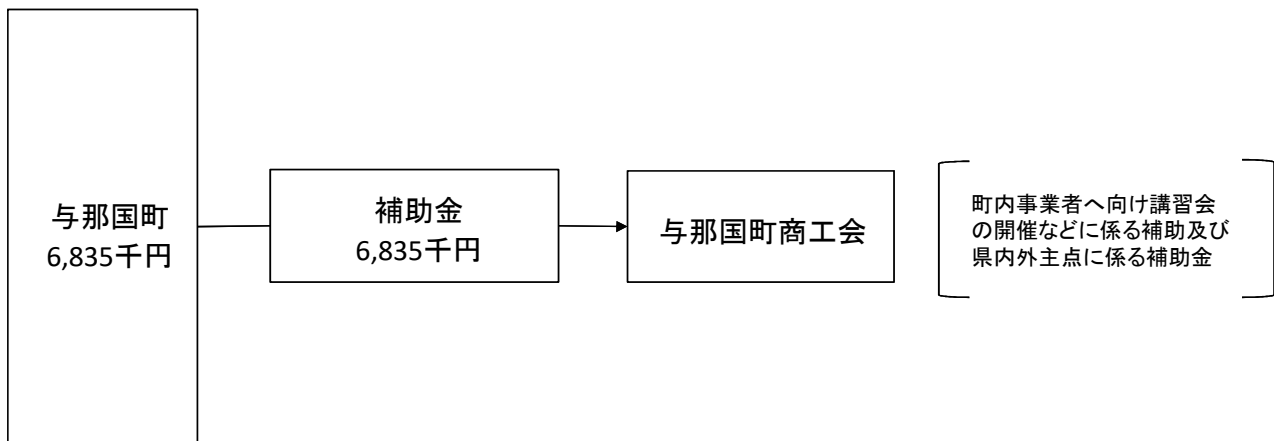 与那国町
6,835千円
補助金
6,835千円
与那国町商工会
町内事業者へ向け講習会
の開催などに係る補助及び
県内外主点に係る補助金